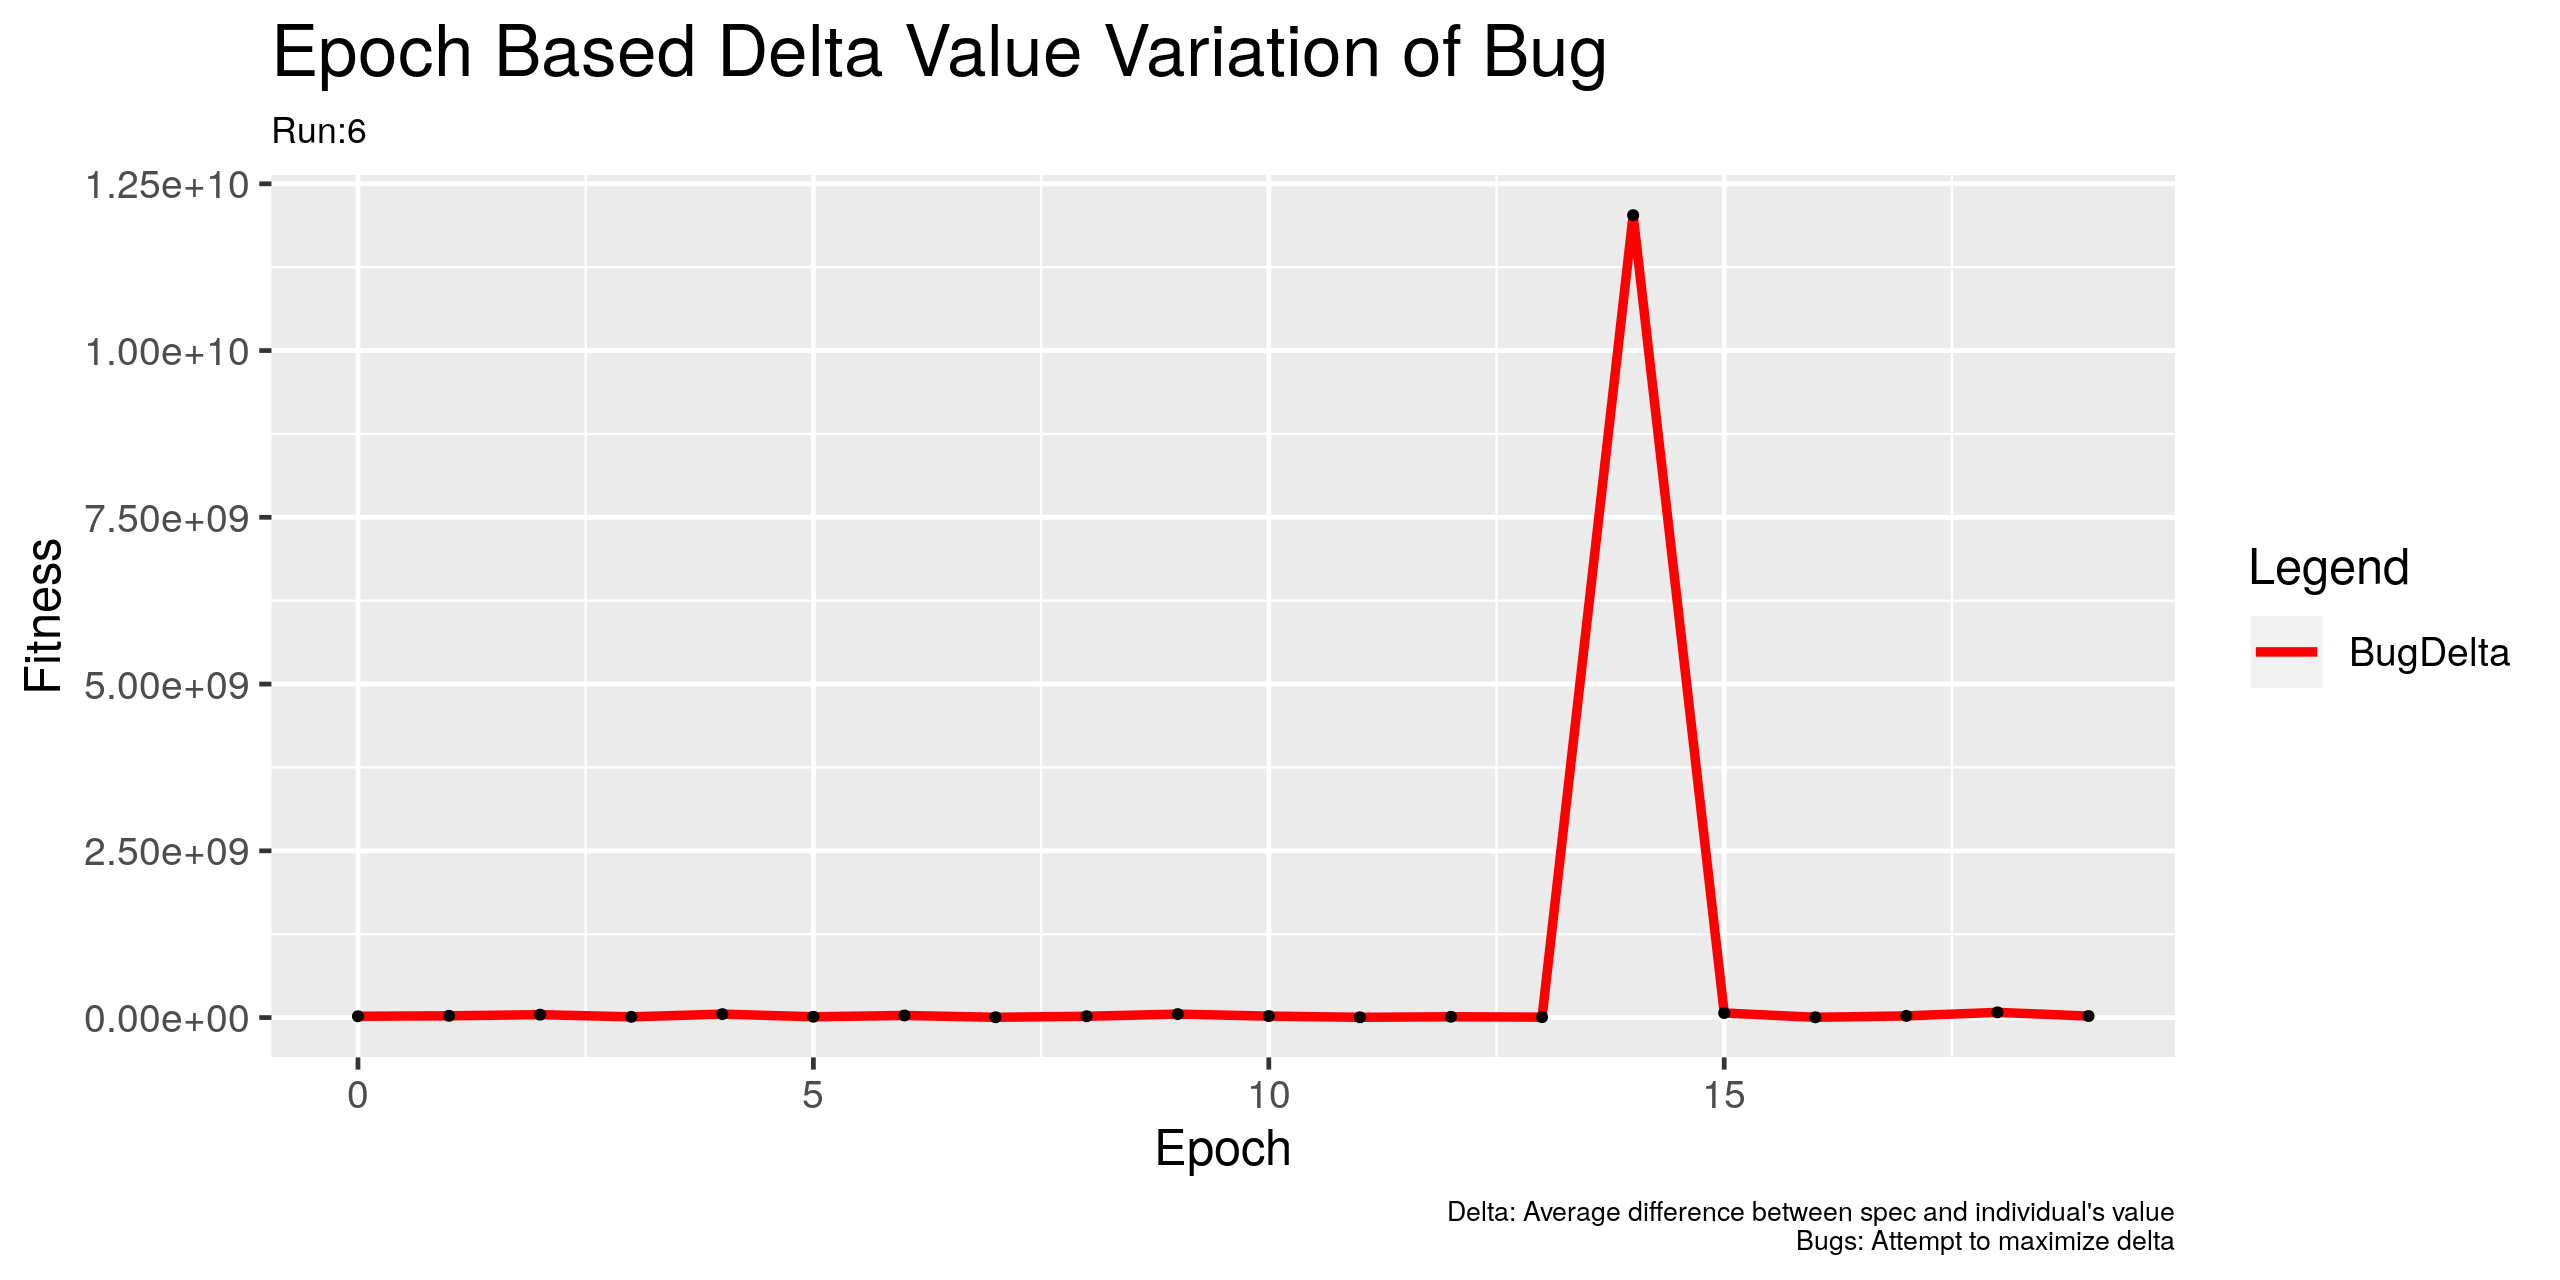 Epoch Based Delta Value Variation of Bug
Run:6
1.25e+10
1.00e+10
7.50e+09
5.00e+09
2.50e+09
0.00e+00
Fitness
0 5 10 15
Epoch
Legend
BugDelta
Delta: Average difference between spec and individual's value
Bugs: Attempt to maximize delta